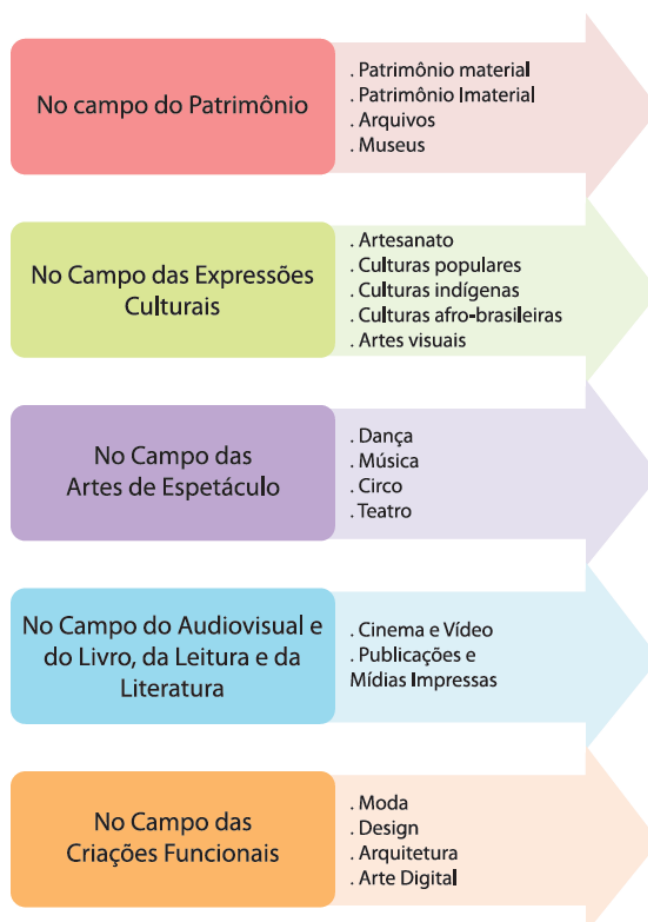 No campo do Patrimônio
. Patrimônio material
. Patrimônio Imaterial
. Arquivos
. Museus
No Campo das Expressões
Culturais
. Artesanato
. Culturas populares
. Culturas indígenas
. Culturas afro-brasileiras
. Artes visuais
No Campo das
Artes de Espetáculo
. Dança
. Música
. Circo
. Teatro
No Campo do Audiovisual e
do Livro, da Leitura e da
Literatura
. Cinema e Vídeo
. Publicações e
Mídias Impressas
No Campo das
Criações Funcionais
. Moda
. Design
. Arquitetura
. Arte Digital